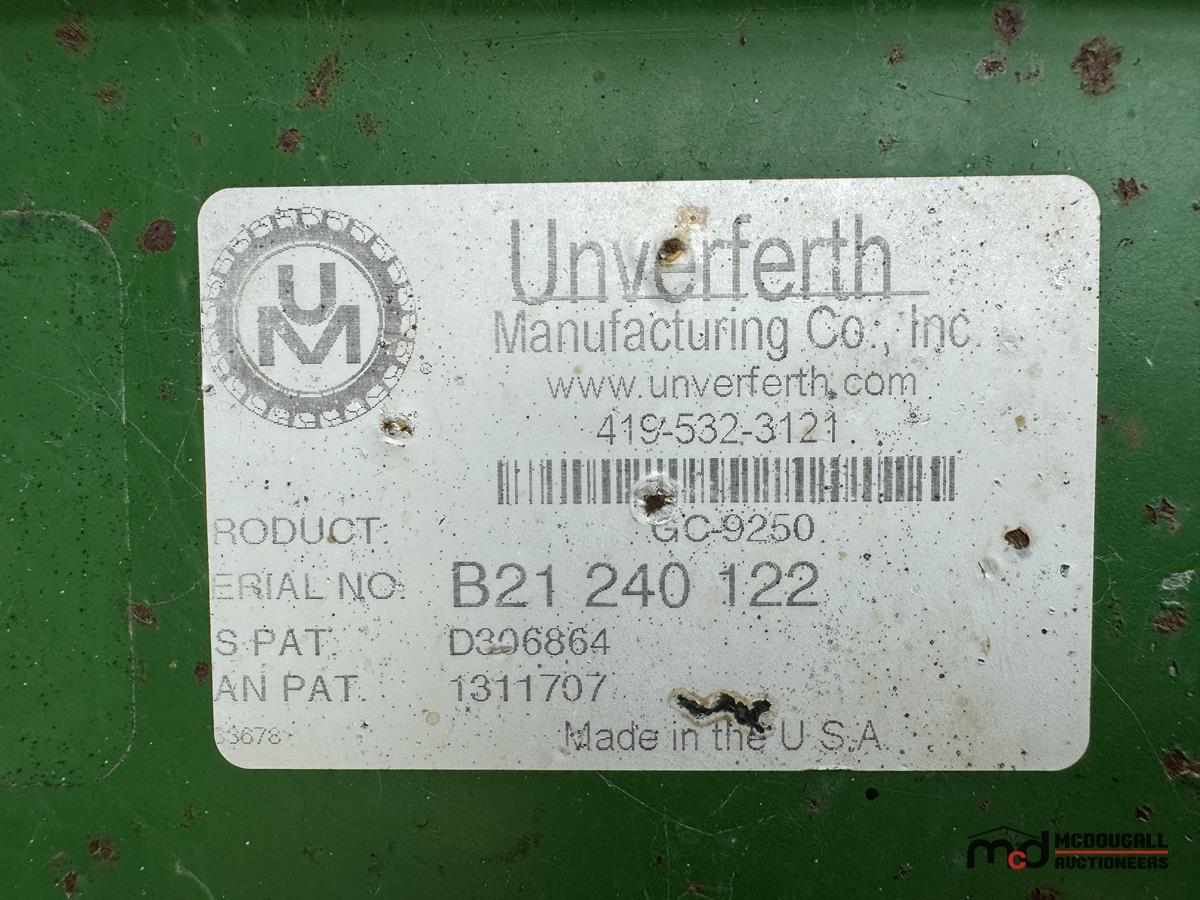 UM
®
Unverferth
Manufacturing Co., Inc.
www.unverferth.com
419-532-3121
GC-9250
RODUCT:
ERIAL NO. B21 240 122
S PAT. D306864
AN PAT. 1311707
Made in the U.S.A.
mcd MCDOUGALL
AUCTIONEERS